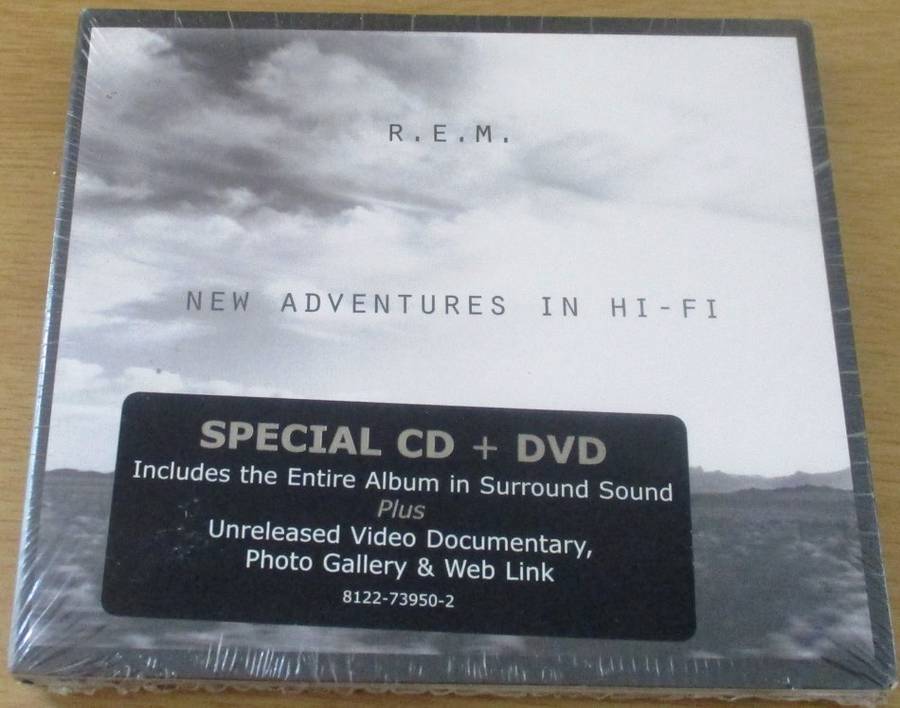 R.E.M.
NEW ADVENTURES IN HI-FI
SPECIAL CD + DVD
Includes the Entire Album in Surround Sound
Plus
Unreleased Video Documentary,
Photo Gallery & Web Link
8122-73950-2